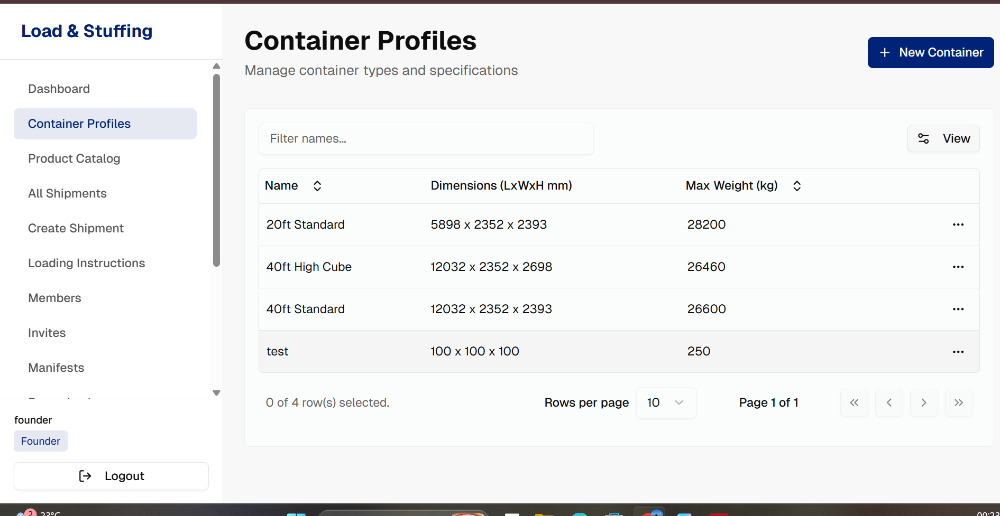 Load & Stuffing
Dashboard
Container Profiles
Product Catalog
All Shipments
Create Shipment
Loading Instructions
Members
Invites
Manifests
founder
Founder
Logout
Container Profiles
Manage container types and specifications
New Container
Filter names...
View
Name Dimensions (LxWxH mm) Max Weight (kg)
20ft Standard 5898 x 2352 x 2393 28200
40ft High Cube 12032 x 2352 x 2698 26460
40ft Standard 12032 x 2352 x 2393 26600
test 100 x 100 x 100 250
0 of 4 row(s) selected.
Rows per page 10 Page 1 of 1
2 23°C